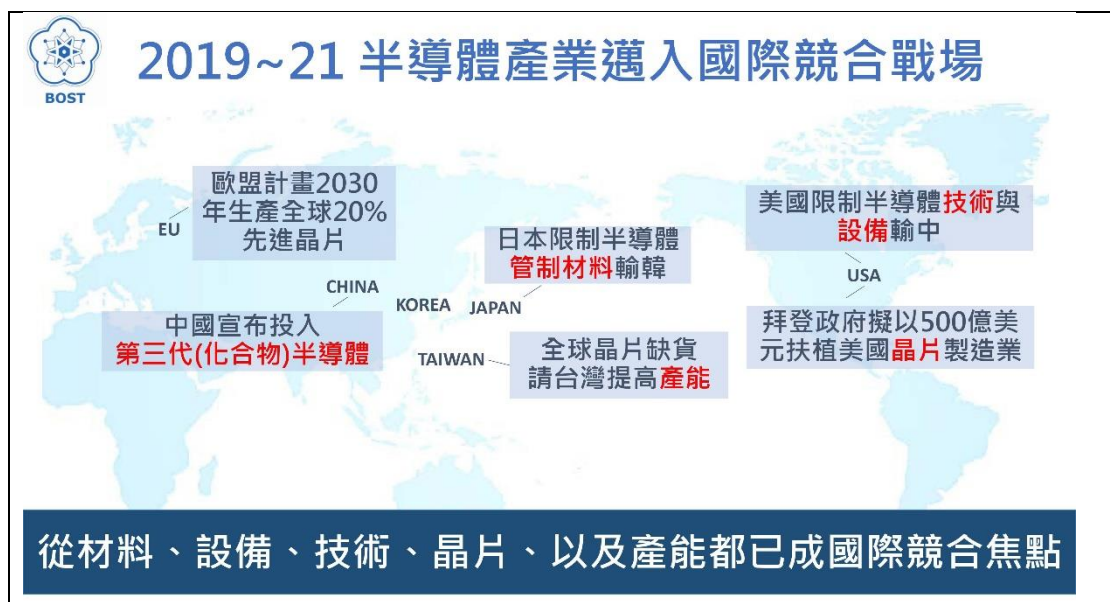 BOST
2019~21 半導體產業邁入國際競合戰場
EU
歐盟計畫2030
年生產全球20%
先進晶片
CHINA
中國宣布投入
第三代(化合物)半導體
KOREA
JAPAN
日本限制半導體
管制材料輸韓
TAIWAN
全球晶片缺貨
請台灣提高產能
美國限制半導體技術與
設備輸中
USA
拜登政府擬以500億美
元扶植美國晶片製造業
從材料、設備、技術、晶片、以及產能都已成國際競合焦點